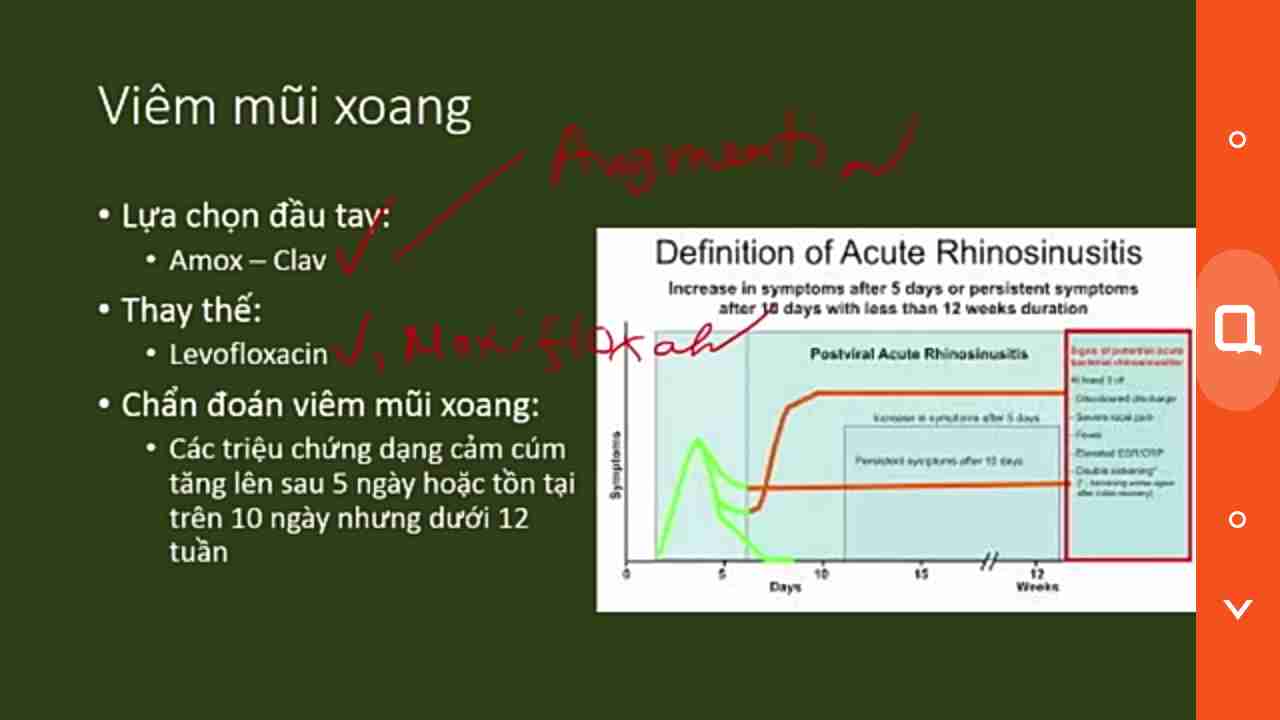 Viêm mũi xoang
Augmentin
• Lựa chọn đầu tay:
• Amox – Clav
• Thay thế:
• Levofloxacin
, Moxifloxacin
• Chẩn đoán viêm mũi xoang:
• Các triệu chứng dạng cảm cúm
tăng lên sau 5 ngày hoặc tồn tại
trên 10 ngày nhưng dưới 12
tuần
Definition of Acute Rhinosinusitis
Increase in symptoms after 5 days or persistent symptoms
after 10 days with less than 12 weeks duration
Postviral Acute Rhinosinusitis
Increase in symptoms after 5 days
Persistent symptoms after 10 days
Symptoms
0 5 10 15 12
Days Weeks
Signs of potential acute
bacterial rhinosinusitis
At least 3 of
- Discoloured discharge
- Severe facial pain
- Fever
- Elevated ESR/CRP
- Double sickening*